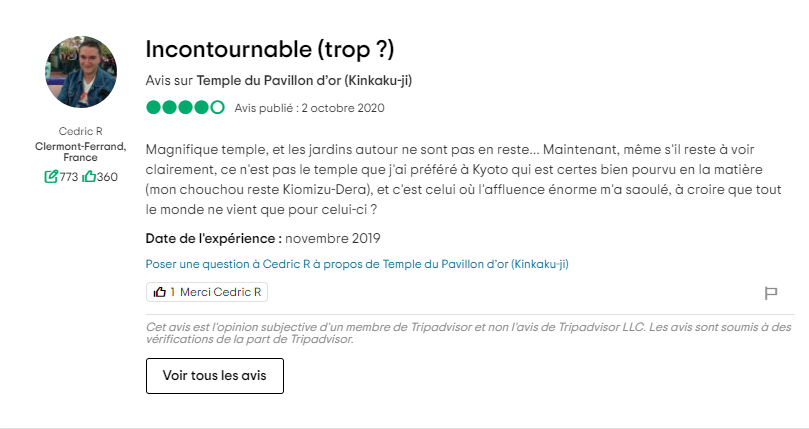 Incontournable (trop ?)
Avis sur Temple du Pavillon d'or (Kinkaku-ji)
Avis publié : 2 octobre 2020
Cedric R
Clermont-Ferrand,
France
773 360
Magnifique temple, et les jardins autour ne sont pas en reste... Maintenant, même s'il reste à voir
clairement, ce n'est pas le temple que j'ai préféré à Kyoto qui est certes bien pourvu en la matière
(mon chouchou reste Kiomizu-Dera), et c'est celui où l'affluence énorme m'a saoulé, à croire que tout
le monde ne vient que pour celui-ci ?
Date de l'expérience : novembre 2019
Poser une question à Cedric R à propos de Temple du Pavillon d'or (Kinkaku-ji)
1 Merci Cedric R
Cet avis est l'opinion subjective d'un membre de Tripadvisor et non l'avis de Tripadvisor LLC. Les avis sont soumis à des
vérifications de la part de Tripadvisor.
Voir tous les avis